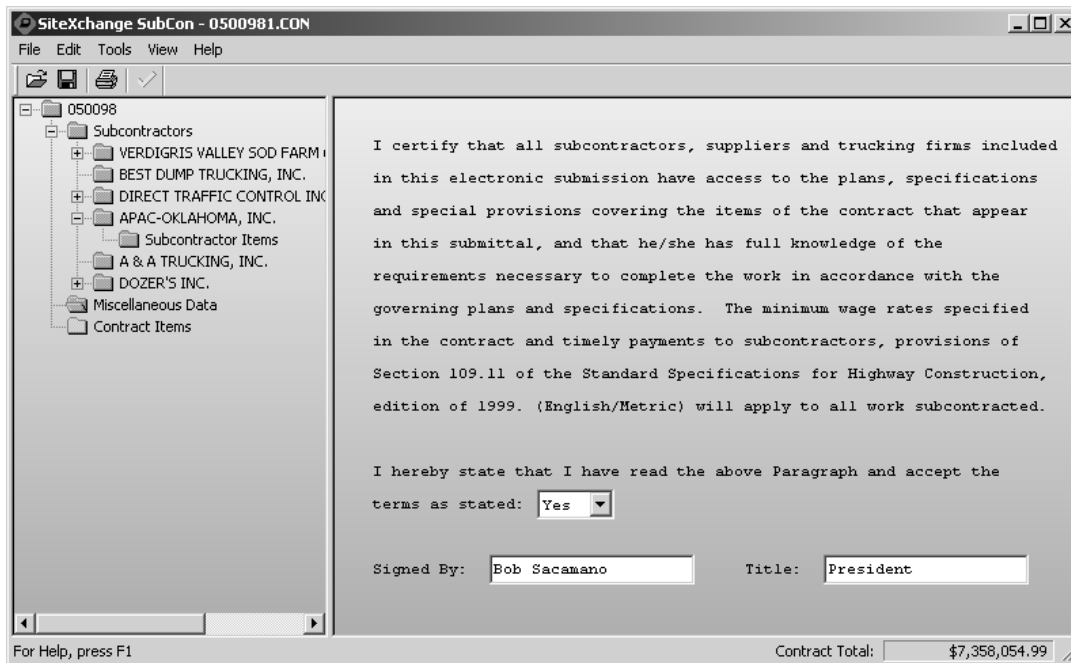 SiteXchange SubCon - 0500981.CON
File Edit Tools View Help
050098
Subcontractors
VERDIGRIS VALLEY SOD FARM
BEST DUMP TRUCKING, INC.
DIRECT TRAFFIC CONTROL INC
APAC-OKLAHOMA, INC.
Subcontractor Items
A & A TRUCKING, INC.
DOZER'S INC.
Miscellaneous Data
Contract Items
I certify that all subcontractors, suppliers and trucking firms included
in this electronic submission have access to the plans, specifications
and special provisions covering the items of the contract that appear
in this submittal, and that he/she has full knowledge of the
requirements necessary to complete the work in accordance with the
governing plans and specifications. The minimum wage rates specified
in the contract and timely payments to subcontractors, provisions of
Section 109.11 of the Standard Specifications for Highway Construction,
edition of 1999. (English/Metric) will apply to all work subcontracted.
I hereby state that I have read the above Paragraph and accept the
terms as stated: Yes
Signed By: Bob Sacamano Title: President
For Help, press F1 Contract Total: $7,358,054.99